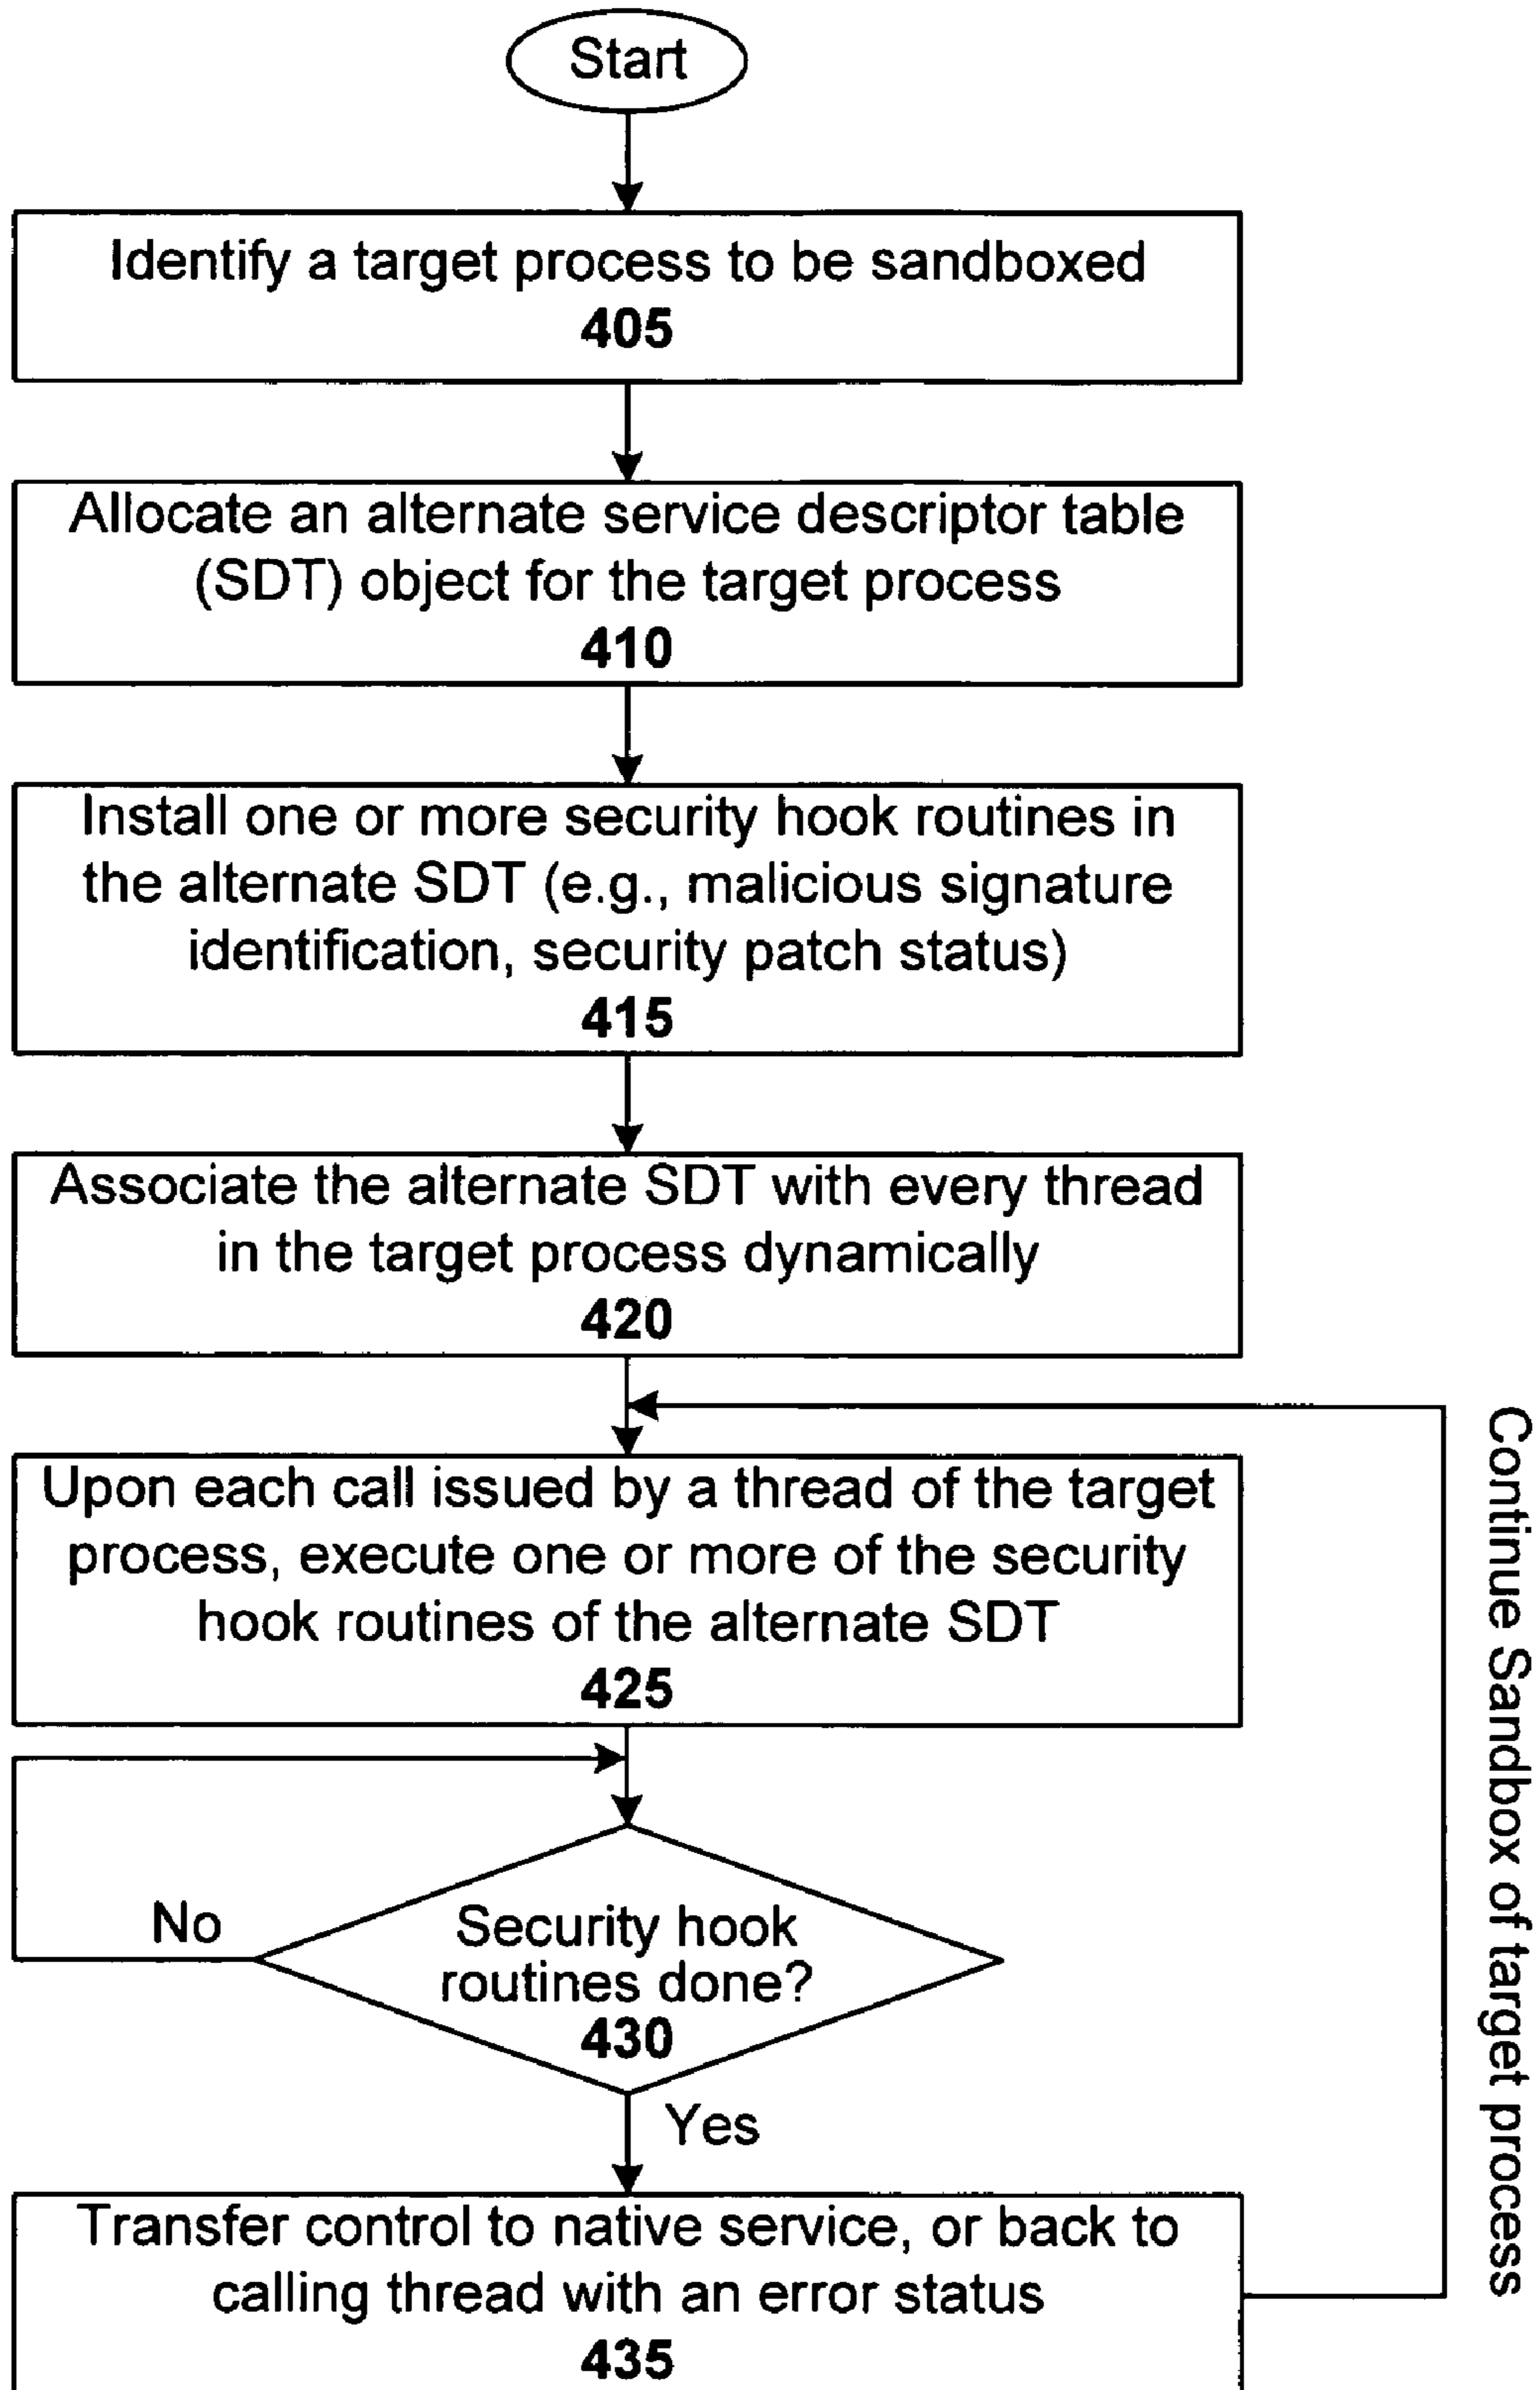 Start
Identify a target process to be sandboxed
405
Allocate an alternate service descriptor table
(SDT) object for the target process
410
Install one or more security hook routines in
the alternate SDT (e.g., malicious signature
identification, security patch status)
415
Associate the alternate SDT with every thread
in the target process dynamically
420
Upon each call issued by a thread of the target
process, execute one or more of the security
hook routines of the alternate SDT
425
No
Security hook
routines done?
430
Yes
Transfer control to native service, or back to
calling thread with an error status
435
Continue Sandbox of target process